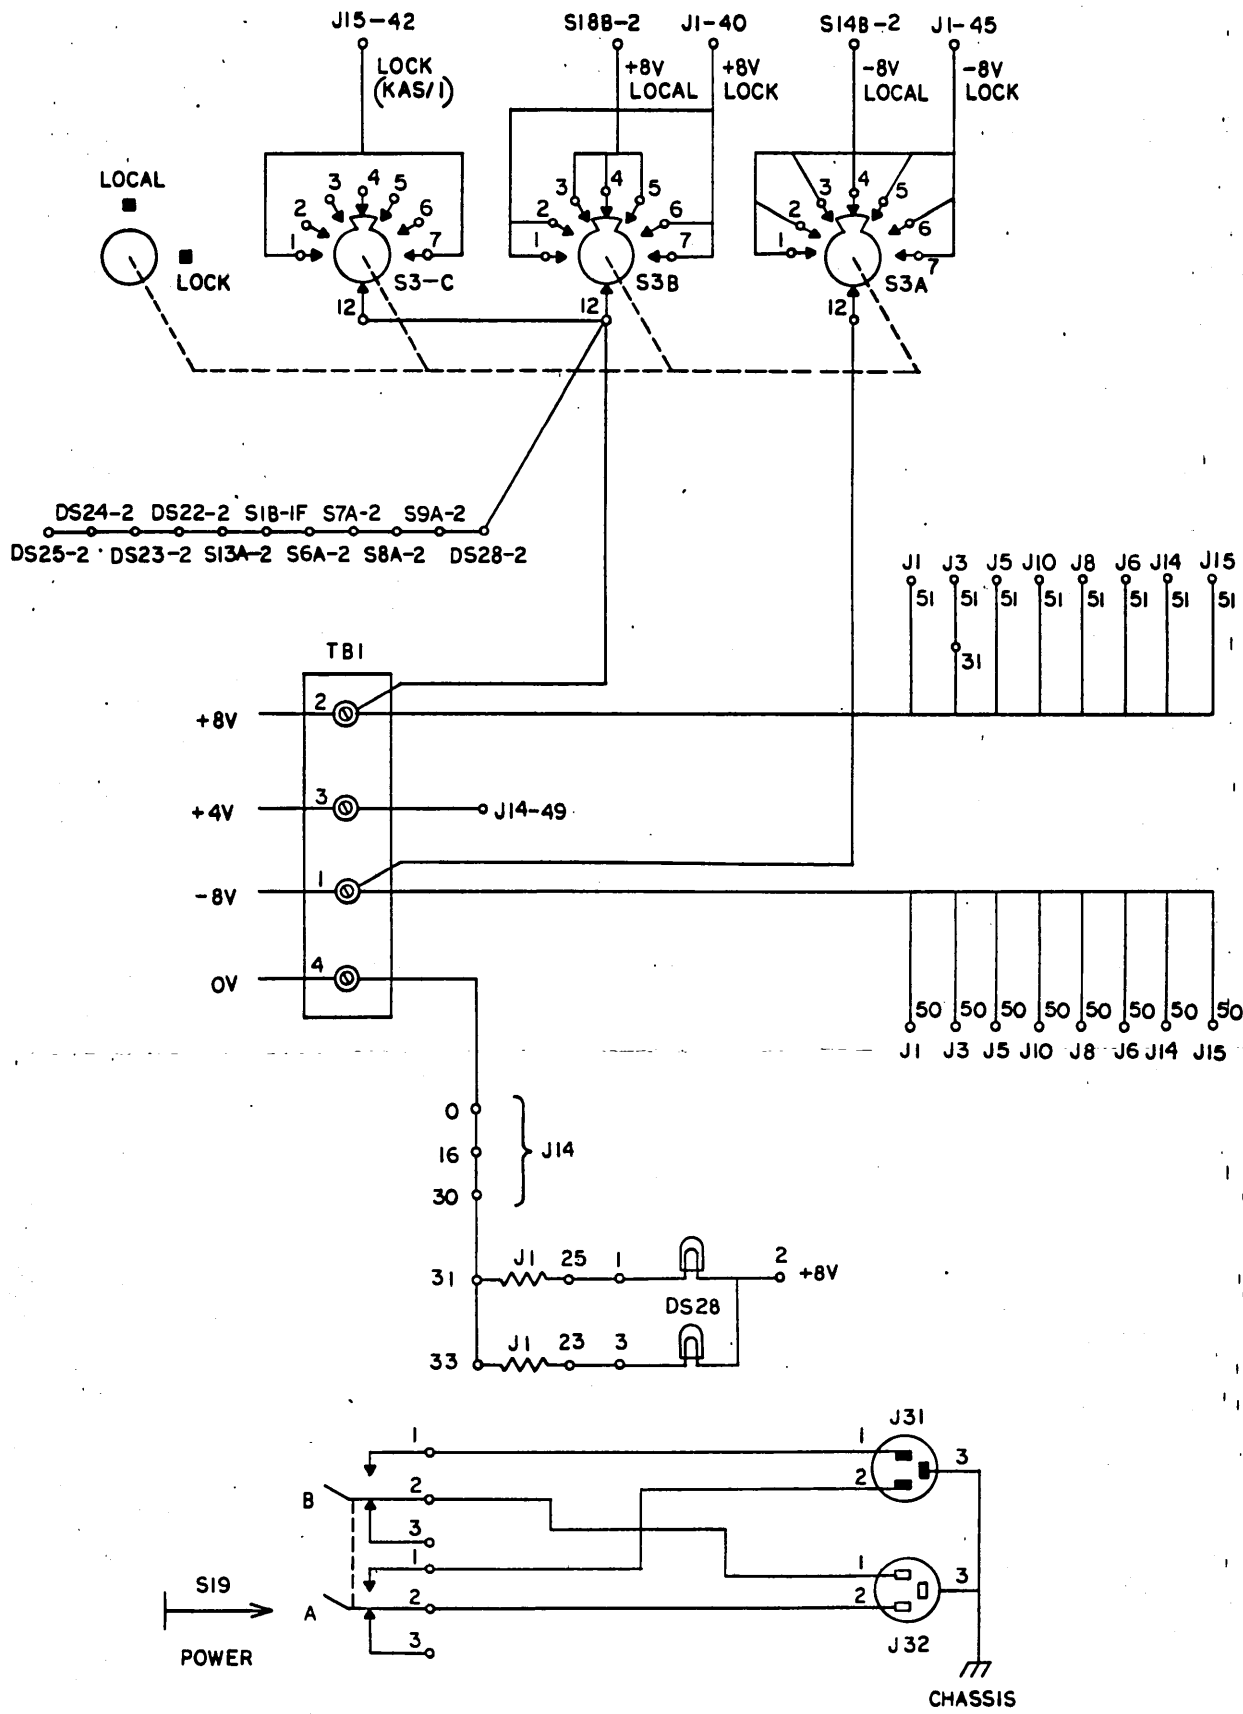 J15-42 S18B-2 J1-40 S14B-2 J1-45
LOCK +8V +8V -8V -8V
(KAS/1) LOCAL LOCK LOCAL LOCK
LOCAL
LOCK
1 2 3 4 5 6 7
S3-C
12
1 2 3 4 5 6 7
S3B
12
1 2 3 4 5 6 7
S3A
12
DS24-2 DS22-2 S1B-1F S7A-2 S9A-2
DS25-2 DS23-2 S13A-2 S6A-2 S8A-2 DS28-2
J1 J3 J5 J10 J8 J6 J14 J15
51 51 51 51 51 51 51 51
31
TB1
+8V 2
+4V 3 J14-49
-8V 1
0V 4
50 50 50 50 50 50 50 50
J1 J3 J5 J10 J8 J6 J14 J15
0
16 J14
30
31 J1 25 1 2 +8V
DS28
33 J1 23 3
J31
1 1 3
B 2 2
3
1 1 3
S19 A 2 2
3 J32
POWER
CHASSIS